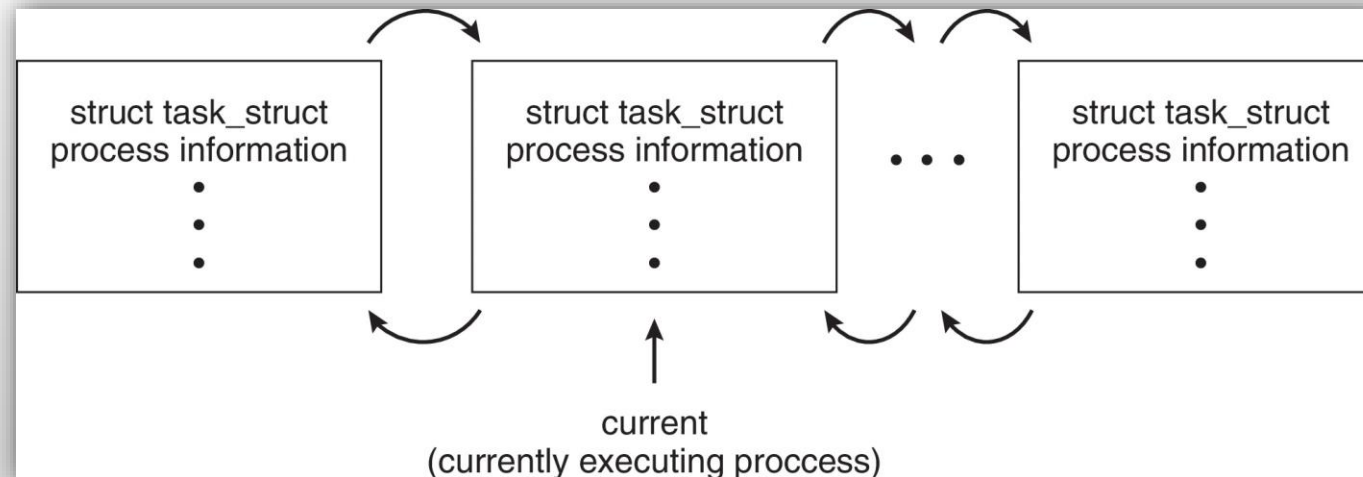 struct task_struct
process information
struct task_struct
process information
• • •
struct task_struct
process information
current
(currently executing proccess)